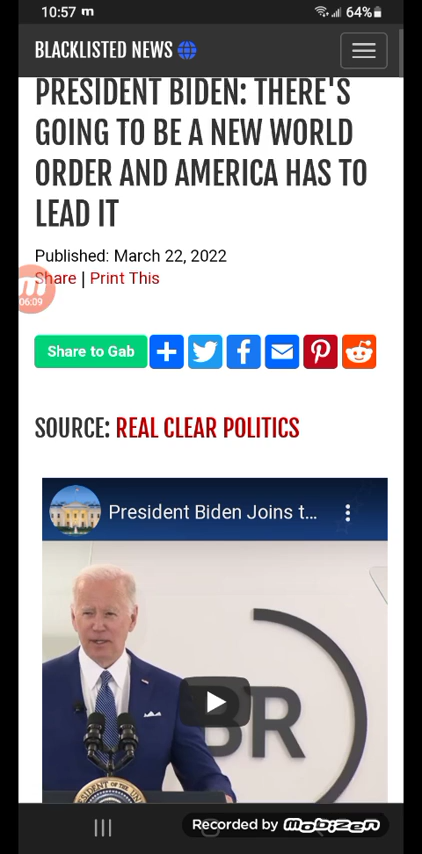 10:57 m
64%
BLACKLISTED NEWS
PRESIDENT BIDEN: THERE'S
GOING TO BE A NEW WORLD
ORDER AND AMERICA HAS TO
LEAD IT
Published: March 22, 2022
Share | Print This
06:09
Share to Gab
SOURCE: REAL CLEAR POLITICS
President Biden Joins t...
BR
Recorded by mobizen